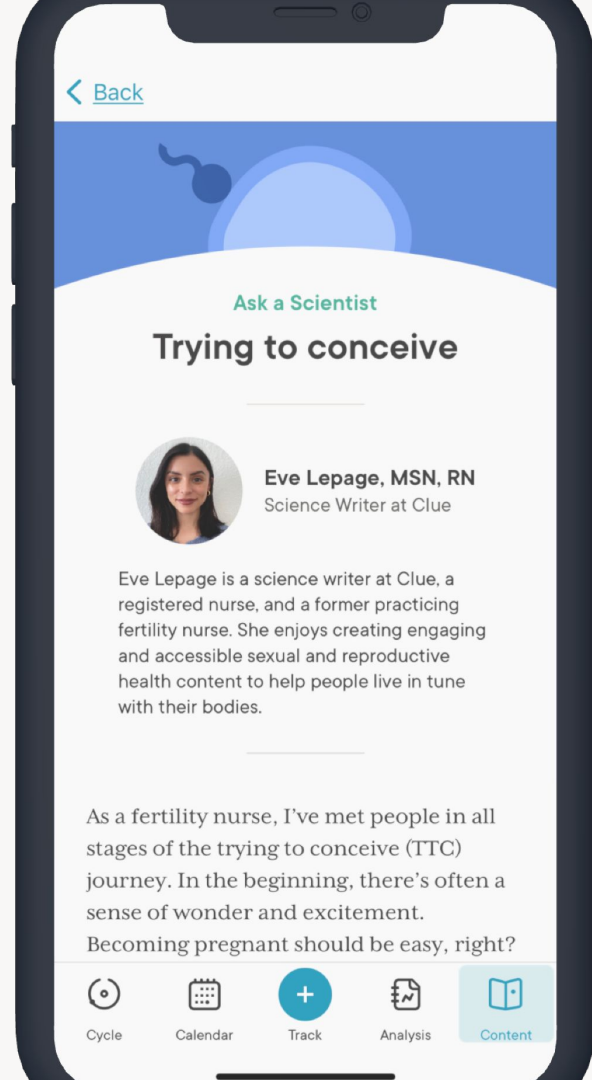 Back
Ask a Scientist
Trying to conceive
Eve Lepage, MSN, RN
Science Writer at Clue
Eve Lepage is a science writer at Clue, a
registered nurse, and a former practicing
fertility nurse. She enjoys creating engaging
and accessible sexual and reproductive
health content to help people live in tune
with their bodies.
As a fertility nurse, I’ve met people in all
stages of the trying to conceive (TTC)
journey. In the beginning, there’s often a
sense of wonder and excitement.
Becoming pregnant should be easy, right?
Cycle Calendar Track Analysis Content